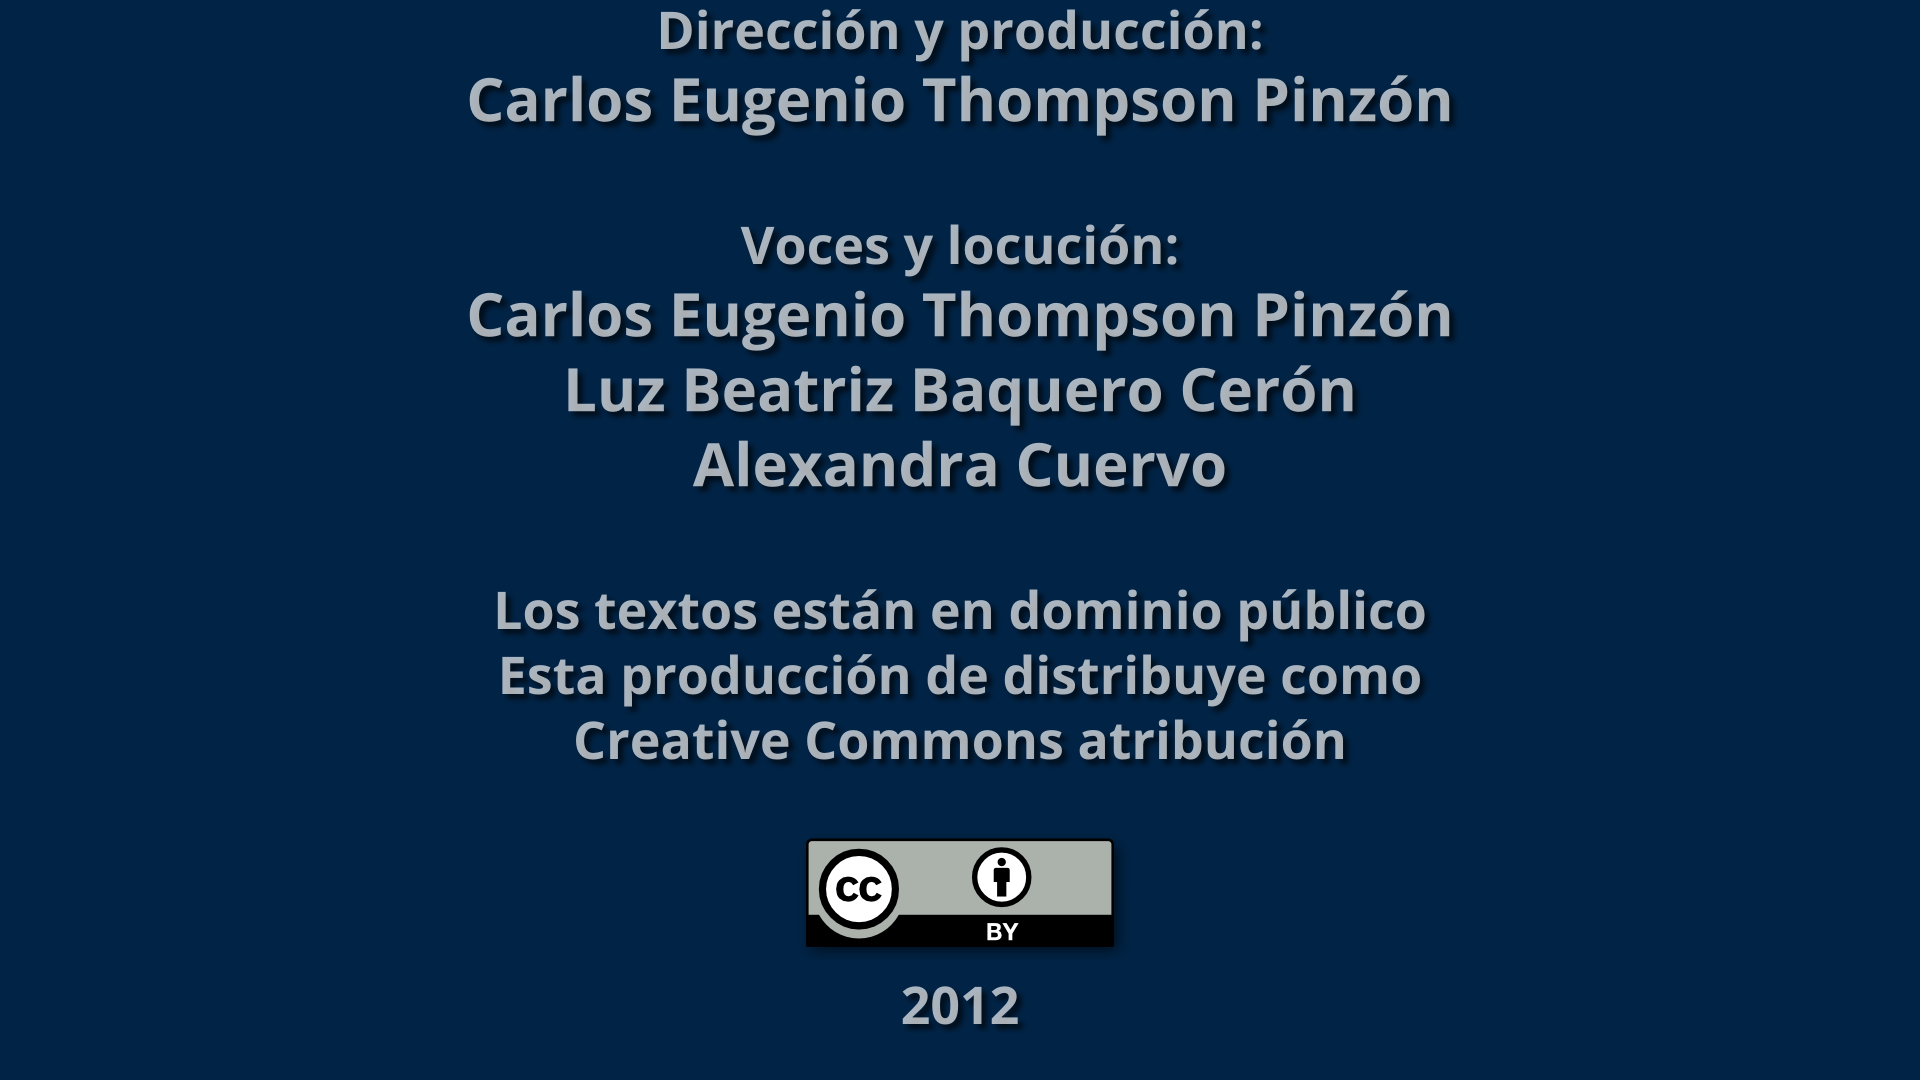 Dirección y producción:
Carlos Eugenio Thompson Pinzón
Voces y locución:
Carlos Eugenio Thompson Pinzón
Luz Beatriz Baquero Cerón
Alexandra Cuervo
Los textos están en dominio público
Esta producción de distribuye como
Creative Commons atribución
cc
BY
2012